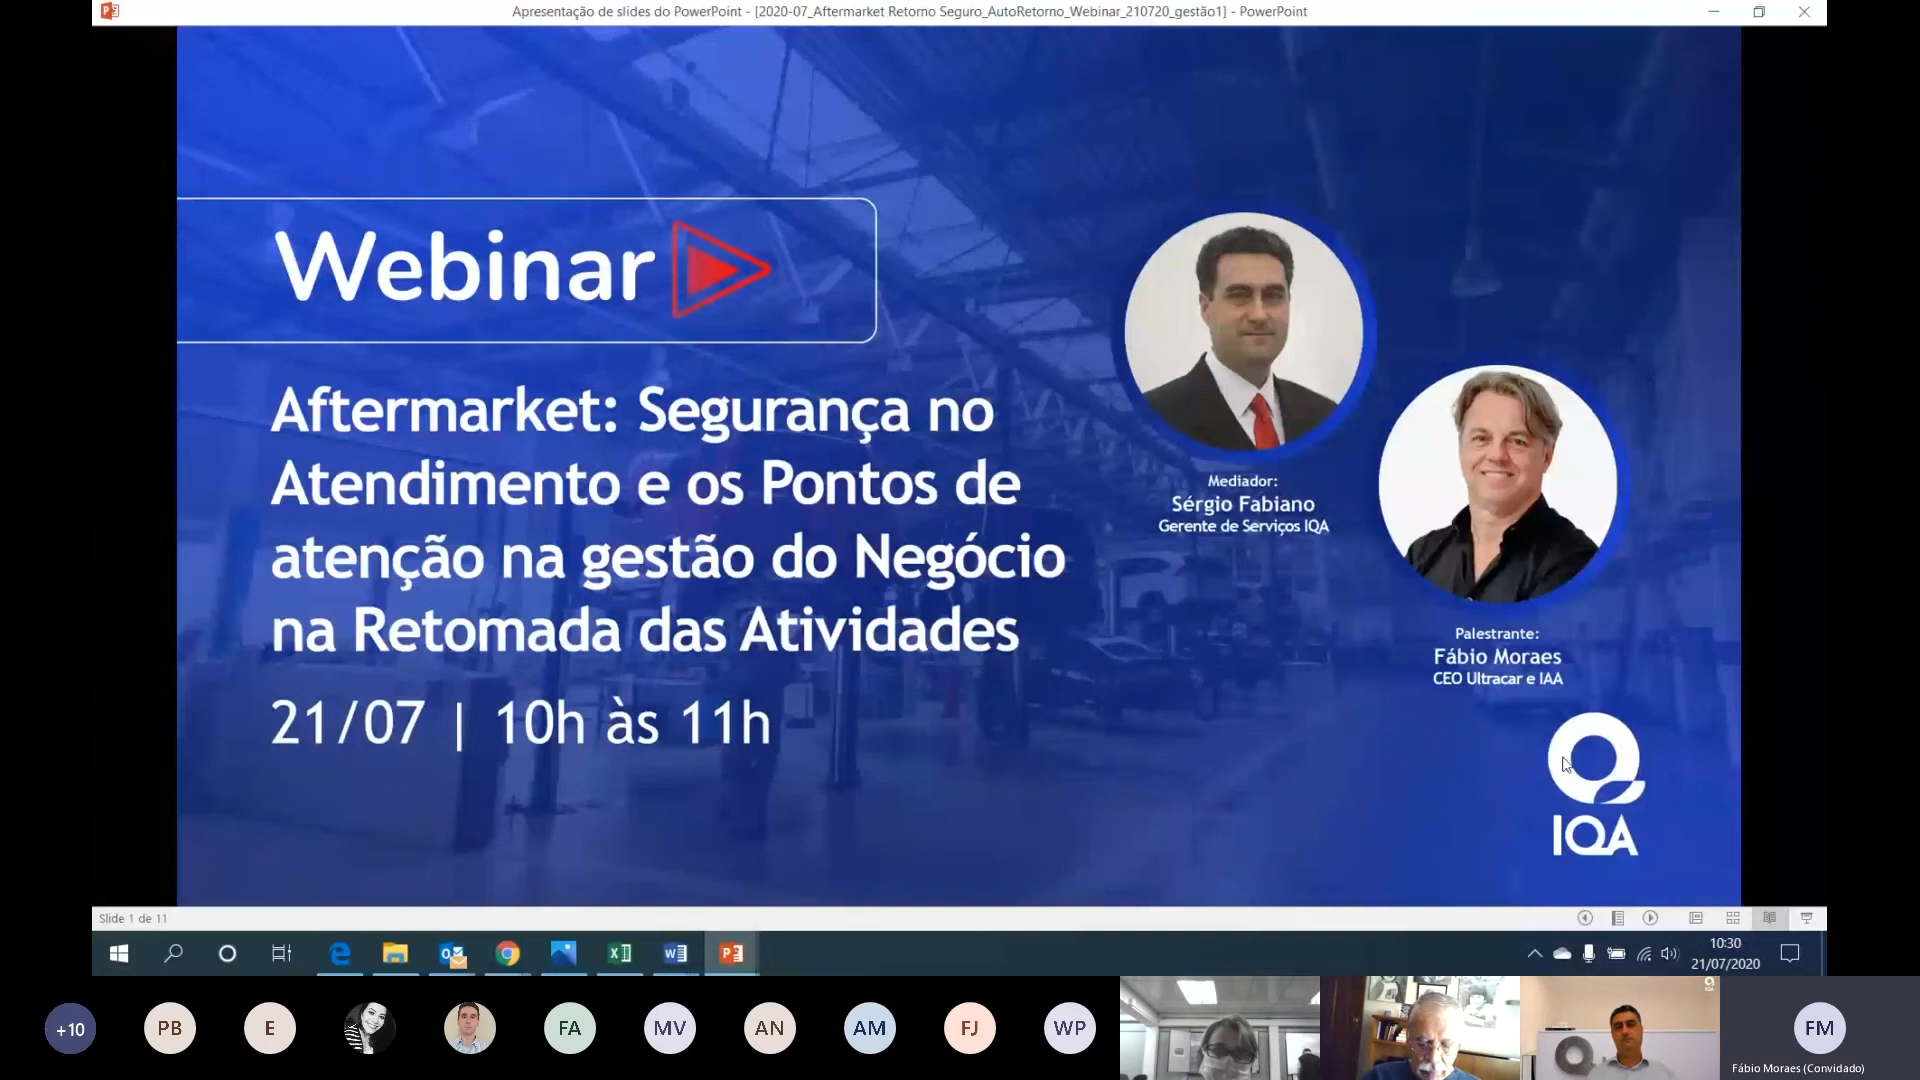 Apresentação de slides do PowerPoint - [2020-07_Aftermarket Retorno Seguro_AutoRetorno_Webinar_210720_gestão1] - PowerPoint
Webinar
Aftermarket: Segurança no
Atendimento e os Pontos de
atenção na gestão do Negócio
na Retomada das Atividades
21/07 | 10h às 11h
Mediador:
Sérgio Fabiano
Gerente de Serviços IQA
Palestrante:
Fábio Moraes
CEO Ultracar e IAA
IQA
Slide 1 de 11
10:30
21/07/2020
+10
PB
E
FA
MV
AN
AM
FJ
WP
FM
Fábio Moraes (Convidado)